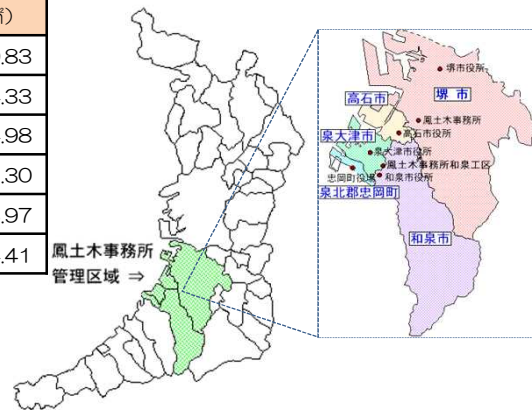 ㎡)
.83
.33
.98
.30
.97
.41
鳳土木事務所
管理区域 ⇒
堺市役所
堺 市
高石市
鳳土木事務所
高石市役所
泉大津市
泉大津市役所
鳳土木事務所和泉工区
忠岡町役場
和泉市役所
泉北郡忠岡町
和泉市